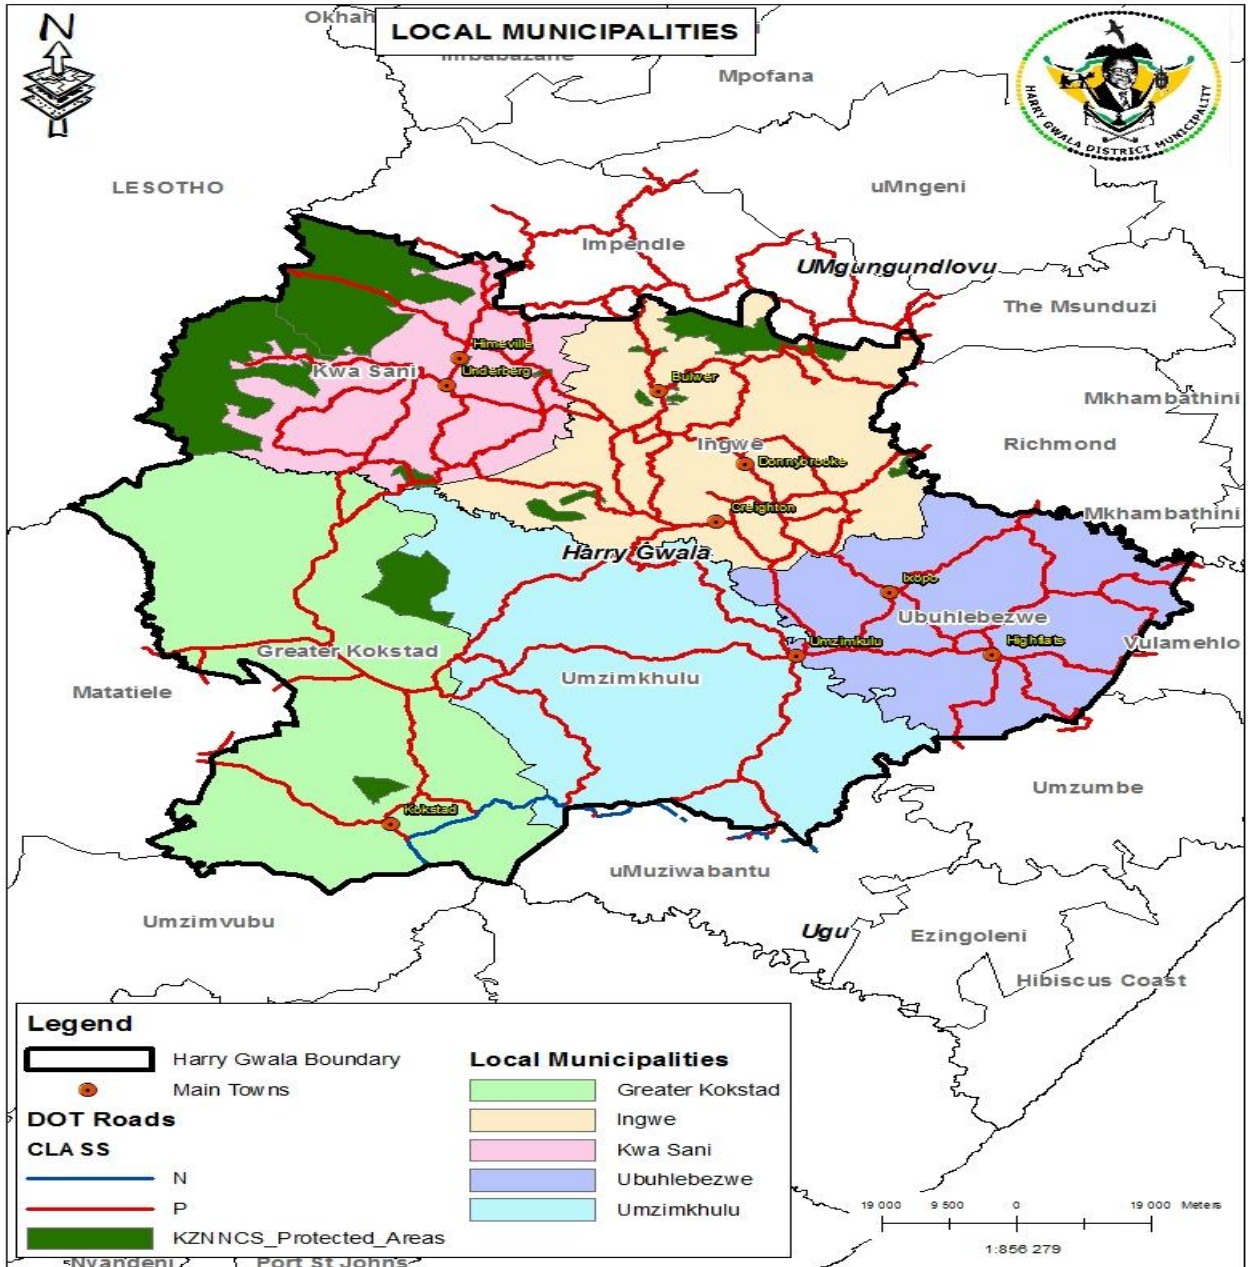 LOCAL MUNICIPALITIES
N
HARRY GWALA DISTRICT MUNICIPALITY
Mpofana
LESOTHO
uMngeni
Impendle
UMgungundlovu
The Msunduzi
Himeville
Kwa Sani
Underberg
Bulwer
Mkhambathini
Ingwe
Richmond
Donnybrooke
Creighton
Mkhambathini
Harry Gwala
Ixopo
Ubuhlebezwe
Greater Kokstad
Umzimkulu
Highflats
Vulamehlo
Matatiele
Umzimkhulu
Umzumbe
Kokstad
uMuziwabantu
Umzimvubu
Ugu
Ezingoleni
Hibiscus Coast
Legend
Harry Gwala Boundary
Main Towns
DOT Roads
CLASS
N
P
KZNNCS_Protected_Areas
Local Municipalities
Greater Kokstad
Ingwe
Kwa Sani
Ubuhlebezwe
Umzimkhulu
19 000 9 500 0 19 000 Meters
1:856 279
Nyandeni
Port St Johns